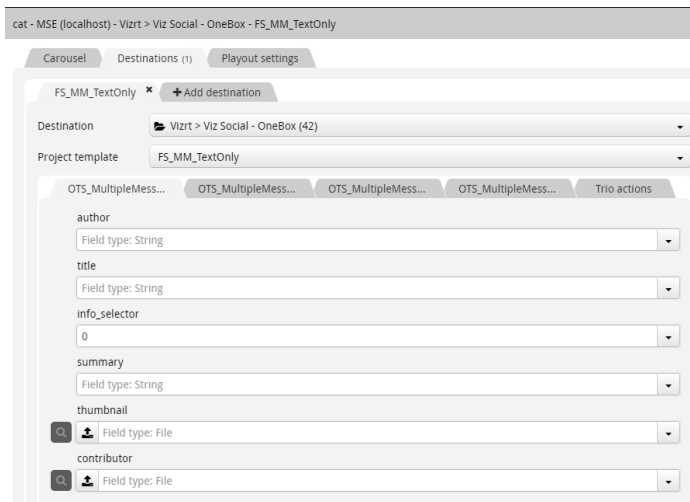 cat - MSE (localhost) - Vizrt > Viz Social - OneBox - FS_MM_TextOnly
Carousel Destinations (1) Playout settings
FS_MM_TextOnly × + Add destination
Destination Vizrt > Viz Social - OneBox (42)
Project template FS_MM_TextOnly
OTS_MultipleMess... OTS_MultipleMess... OTS_MultipleMess... OTS_MultipleMess... Trio actions
author
Field type: String
title
Field type: String
info_selector
0
summary
Field type: String
thumbnail
Field type: File
contributor
Field type: File